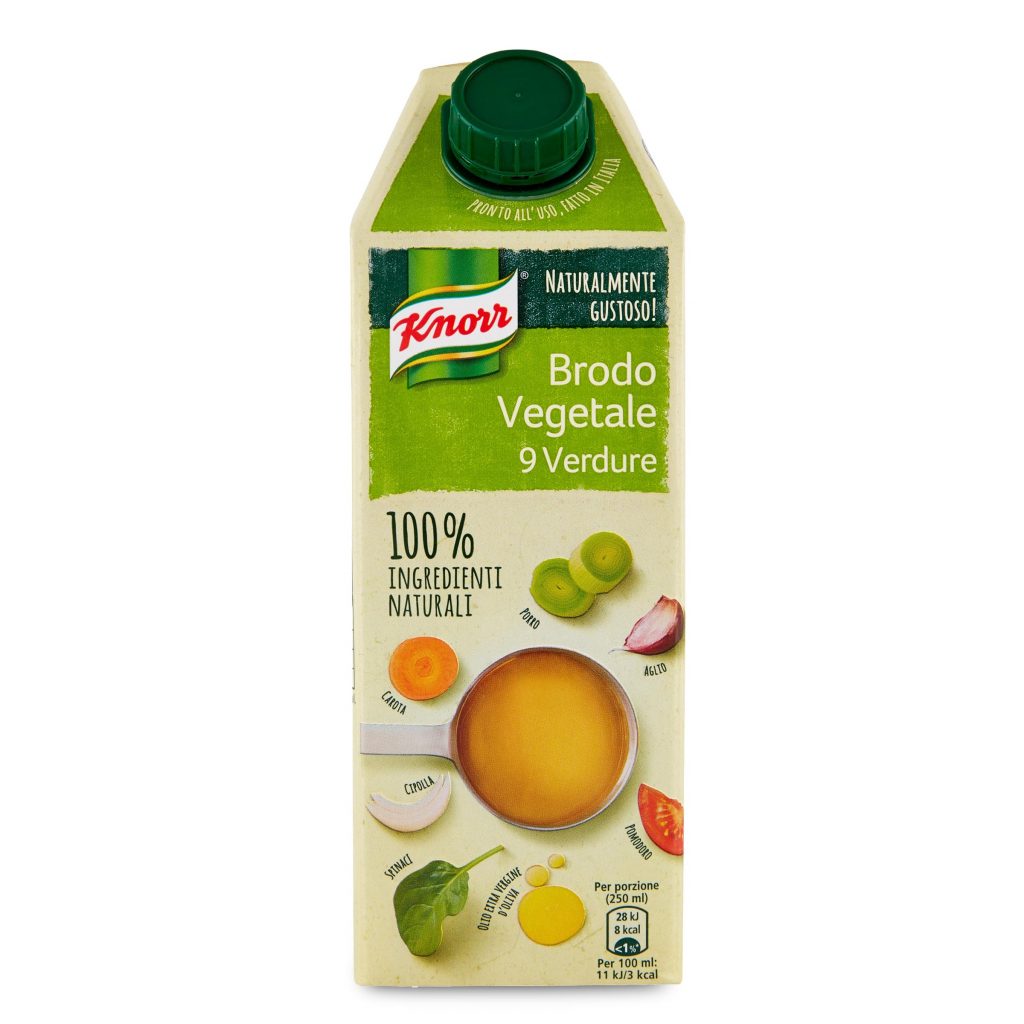 PRONTO ALL'USO, FATTO IN ITALIA
Knorr®
NATURALMENTE
GUSTOSO!
Brodo
Vegetale
9 Verdure
100%
INGREDIENTI
NATURALI
PORRO
AGLIO
CAROTA
CIPOLLA
POMODORO
SPINACI
OLIO EXTRA VERGINE
D'OLIVA
Per porzione
(250 ml)
28 kJ
8 kcal
<1%*
Per 100 ml:
11 kJ/3 kcal